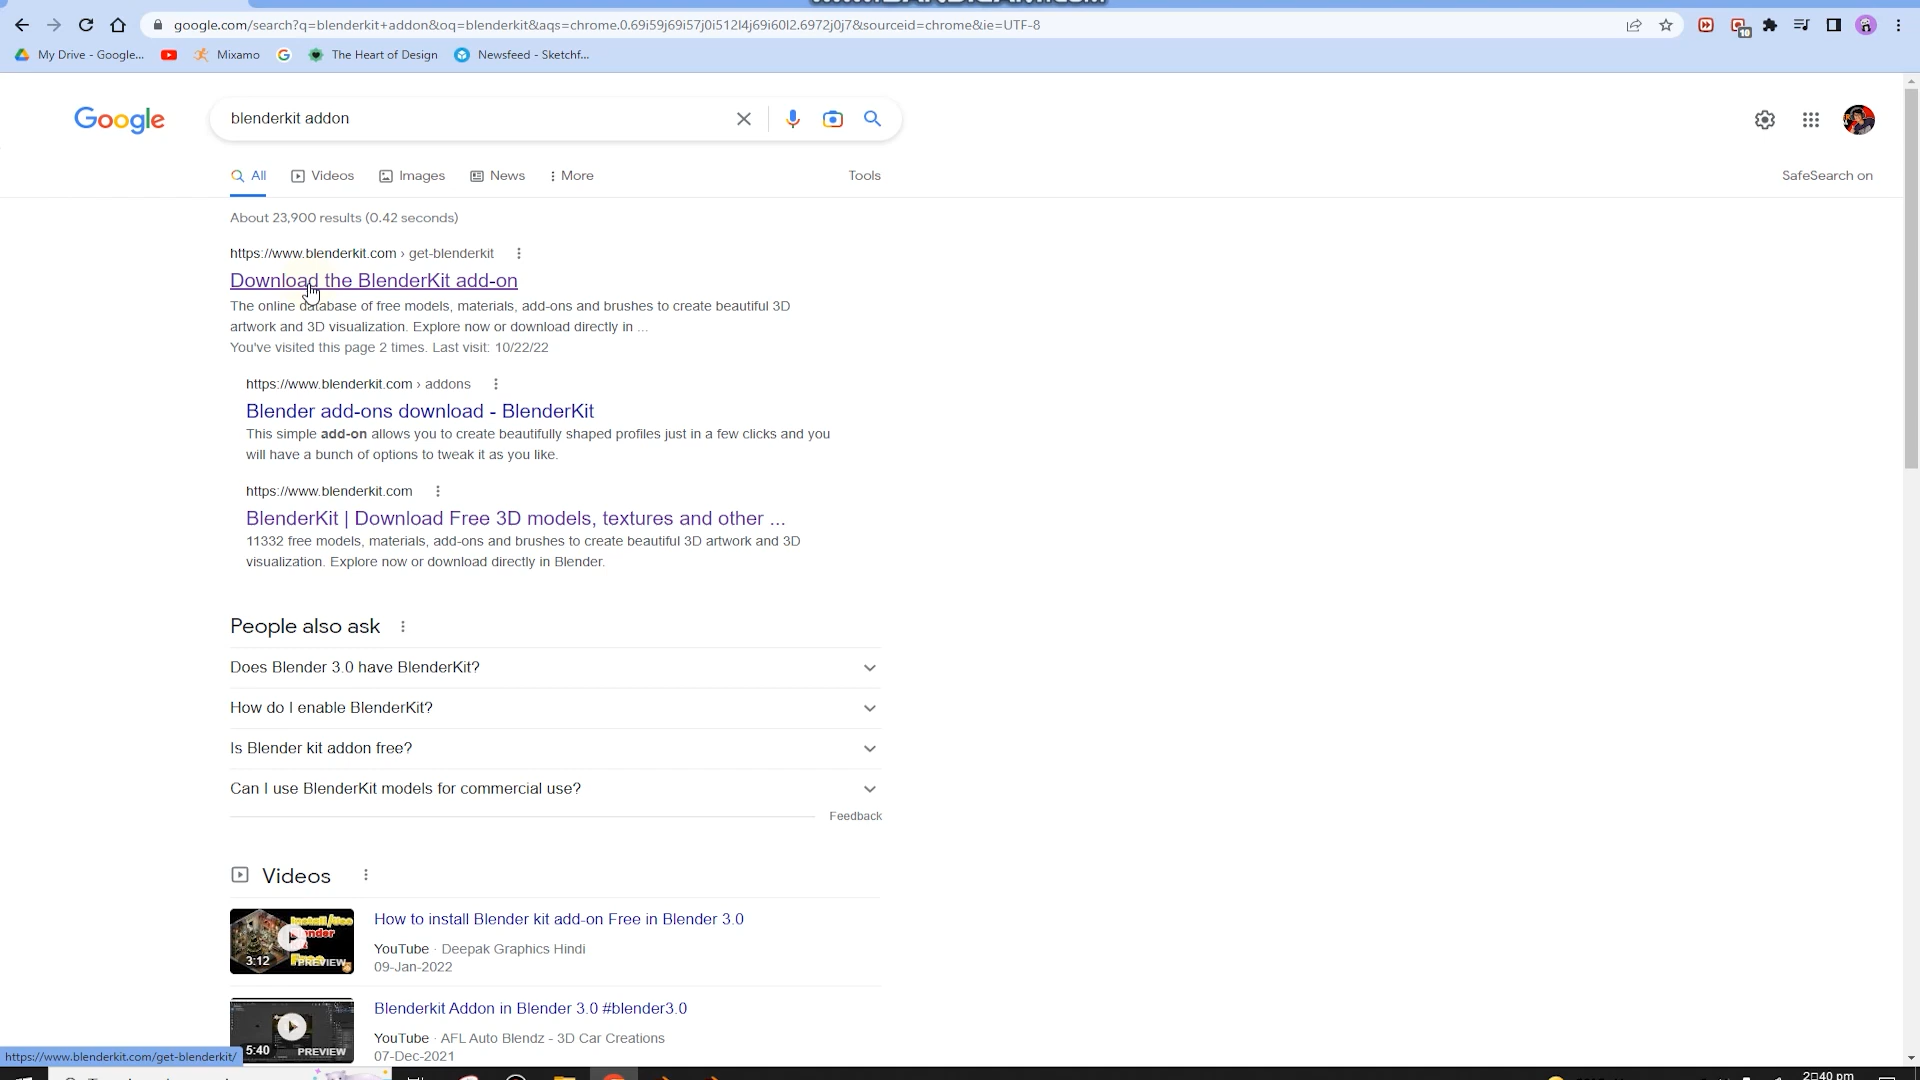 google.com/search?q=blenderkit+addon&oq=blenderkit&aqs=chrome.0.69i59j69i57j0i512l4j69i60l2.6972j0j7&sourceid=chrome&ie=UTF-8
10
My Drive - Google...
Mixamo
The Heart of Design
Newsfeed - Sketchf...
Google
blenderkit addon
All
Videos
Images
News
More
Tools
SafeSearch on
About 23,900 results (0.42 seconds)
https://www.blenderkit.com › get-blenderkit
Download the BlenderKit add-on
The online database of free models, materials, add-ons and brushes to create beautiful 3D
artwork and 3D visualization. Explore now or download directly in ...
You've visited this page 2 times. Last visit: 10/22/22
https://www.blenderkit.com › addons
Blender add-ons download - BlenderKit
This simple add-on allows you to create beautifully shaped profiles just in a few clicks and you
will have a bunch of options to tweak it as you like.
https://www.blenderkit.com
BlenderKit | Download Free 3D models, textures and other ...
11332 free models, materials, add-ons and brushes to create beautiful 3D artwork and 3D
visualization. Explore now or download directly in Blender.
People also ask
Does Blender 3.0 have BlenderKit?
How do I enable BlenderKit?
Is Blender kit addon free?
Can I use BlenderKit models for commercial use?
Feedback
Videos
3:12
PREVIEW
How to install Blender kit add-on Free in Blender 3.0
YouTube · Deepak Graphics Hindi
09-Jan-2022
5:40
PREVIEW
Blenderkit Addon in Blender 3.0 #blender3.0
YouTube · AFL Auto Blendz - 3D Car Creations
07-Dec-2021
https://www.blenderkit.com/get-blenderkit/